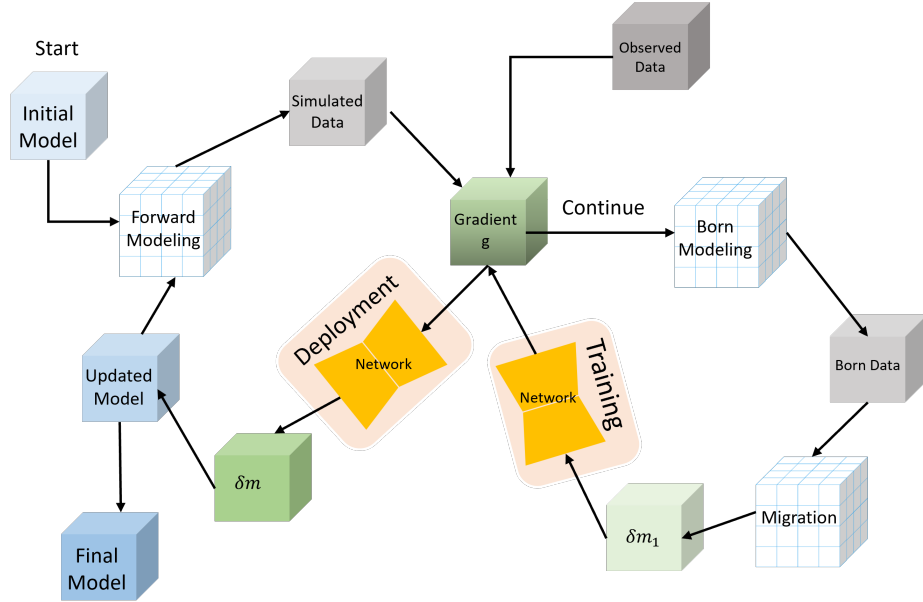 Start
Initial
Model
Forward
Modeling
Simulated
Data
Observed
Data
Gradient
g
Continue
Born
Modeling
Born Data
Migration
δm₁
Training
Network
Deployment
Network
δm
Updated
Model
Final
Model